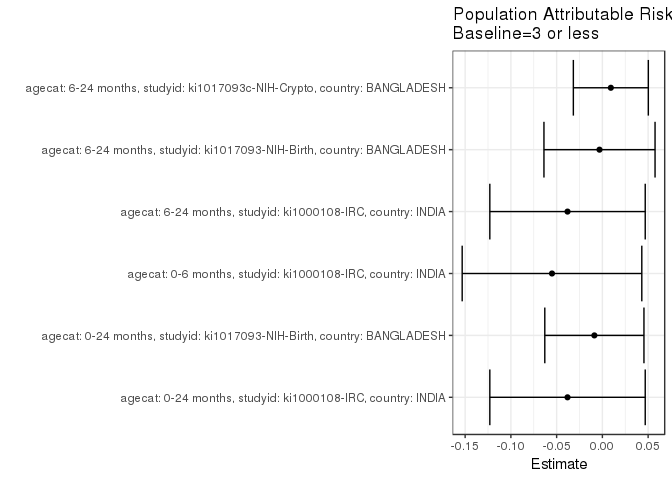 Population Attributable Risk
Baseline=3 or less
agecat: 6-24 months, studyid: ki1017093c-NIH-Crypto, country: BANGLADESH
agecat: 6-24 months, studyid: ki1017093-NIH-Birth, country: BANGLADESH
agecat: 6-24 months, studyid: ki1000108-IRC, country: INDIA
agecat: 0-6 months, studyid: ki1000108-IRC, country: INDIA
agecat: 0-24 months, studyid: ki1017093-NIH-Birth, country: BANGLADESH
agecat: 0-24 months, studyid: ki1000108-IRC, country: INDIA
-0.15 -0.10 -0.05 0.00 0.05
Estimate